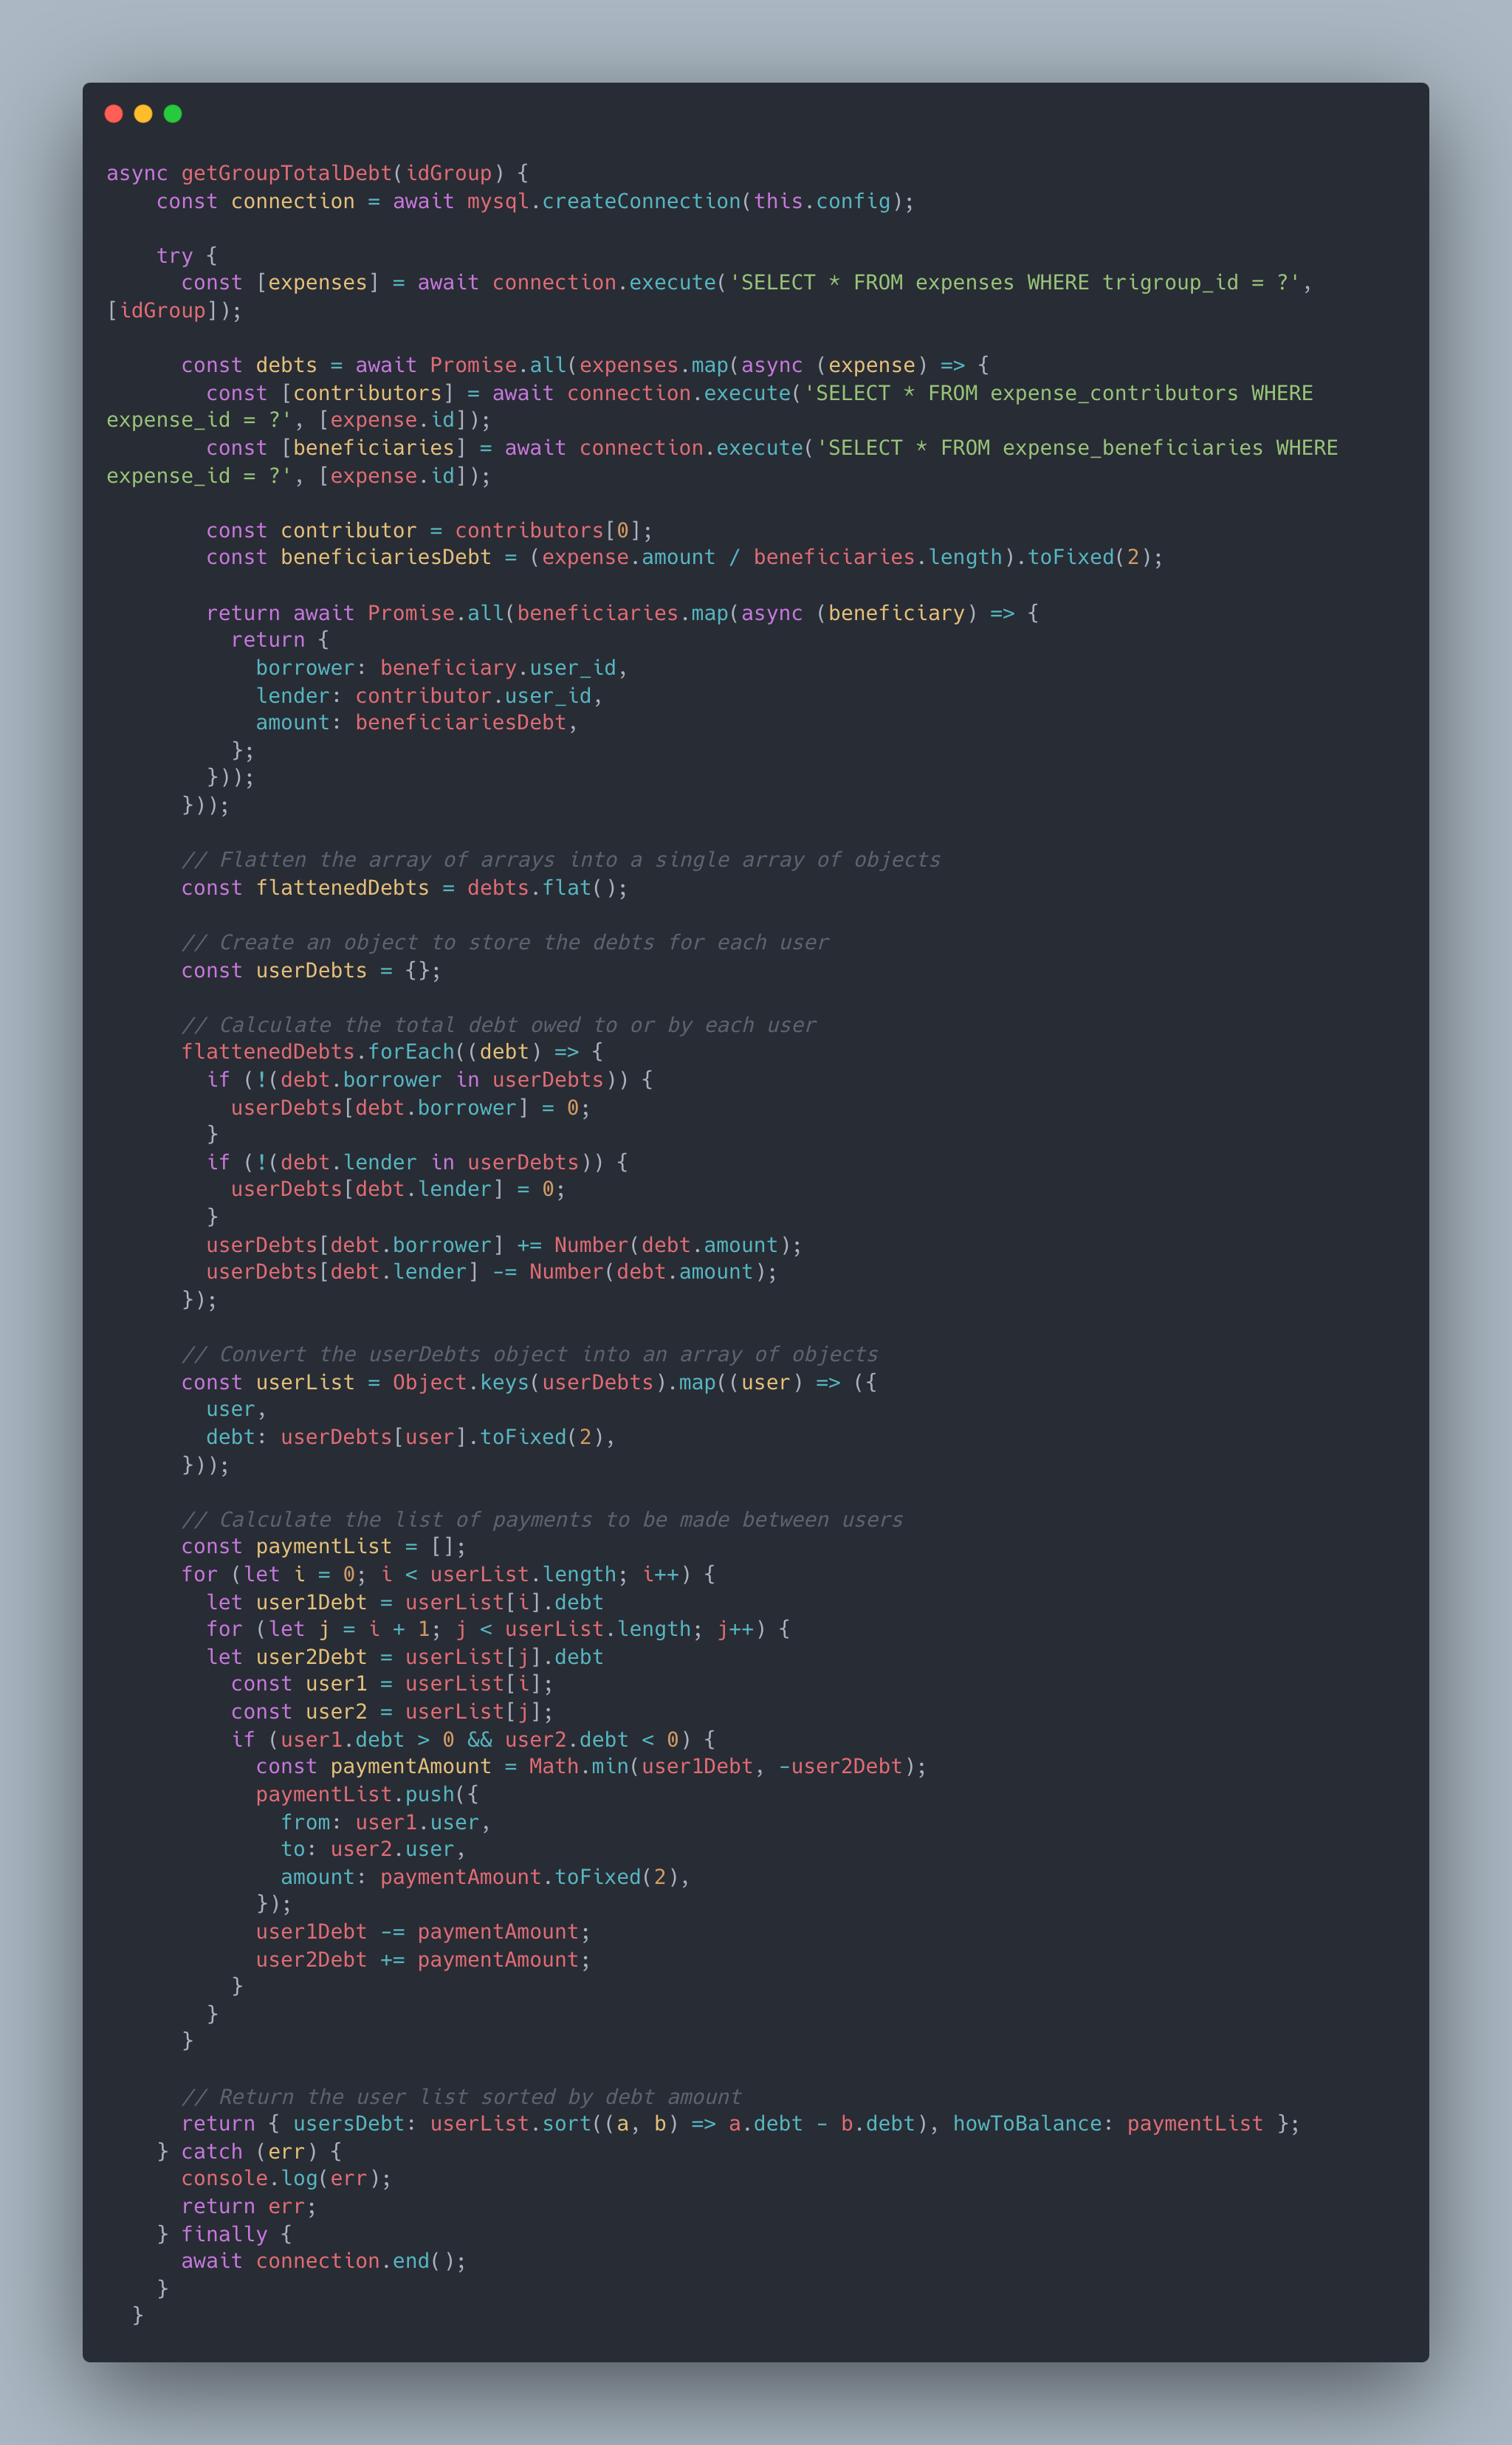 async getGroupTotalDebt(idGroup) {
    const connection = await mysql.createConnection(this.config);

    try {
      const [expenses] = await connection.execute('SELECT * FROM expenses WHERE trigroup_id = ?',
[idGroup]);

      const debts = await Promise.all(expenses.map(async (expense) => {
        const [contributors] = await connection.execute('SELECT * FROM expense_contributors WHERE
expense_id = ?', [expense.id]);
        const [beneficiaries] = await connection.execute('SELECT * FROM expense_beneficiaries WHERE
expense_id = ?', [expense.id]);

        const contributor = contributors[0];
        const beneficiariesDebt = (expense.amount / beneficiaries.length).toFixed(2);

        return await Promise.all(beneficiaries.map(async (beneficiary) => {
          return {
            borrower: beneficiary.user_id,
            lender: contributor.user_id,
            amount: beneficiariesDebt,
          };
        }));
      }));

      // Flatten the array of arrays into a single array of objects
      const flattenedDebts = debts.flat();

      // Create an object to store the debts for each user
      const userDebts = {};

      // Calculate the total debt owed to or by each user
      flattenedDebts.forEach((debt) => {
        if (!(debt.borrower in userDebts)) {
          userDebts[debt.borrower] = 0;
        }
        if (!(debt.lender in userDebts)) {
          userDebts[debt.lender] = 0;
        }
        userDebts[debt.borrower] += Number(debt.amount);
        userDebts[debt.lender] -= Number(debt.amount);
      });

      // Convert the userDebts object into an array of objects
      const userList = Object.keys(userDebts).map((user) => ({
        user,
        debt: userDebts[user].toFixed(2),
      }));

      // Calculate the list of payments to be made between users
      const paymentList = [];
      for (let i = 0; i < userList.length; i++) {
        let user1Debt = userList[i].debt
        for (let j = i + 1; j < userList.length; j++) {
        let user2Debt = userList[j].debt
          const user1 = userList[i];
          const user2 = userList[j];
          if (user1.debt > 0 && user2.debt < 0) {
            const paymentAmount = Math.min(user1Debt, -user2Debt);
            paymentList.push({
              from: user1.user,
              to: user2.user,
              amount: paymentAmount.toFixed(2),
            });
            user1Debt -= paymentAmount;
            user2Debt += paymentAmount;
          }
        }
      }

      // Return the user list sorted by debt amount
      return { usersDebt: userList.sort((a, b) => a.debt - b.debt), howToBalance: paymentList };
    } catch (err) {
      console.log(err);
      return err;
    } finally {
      await connection.end();
    }
  }